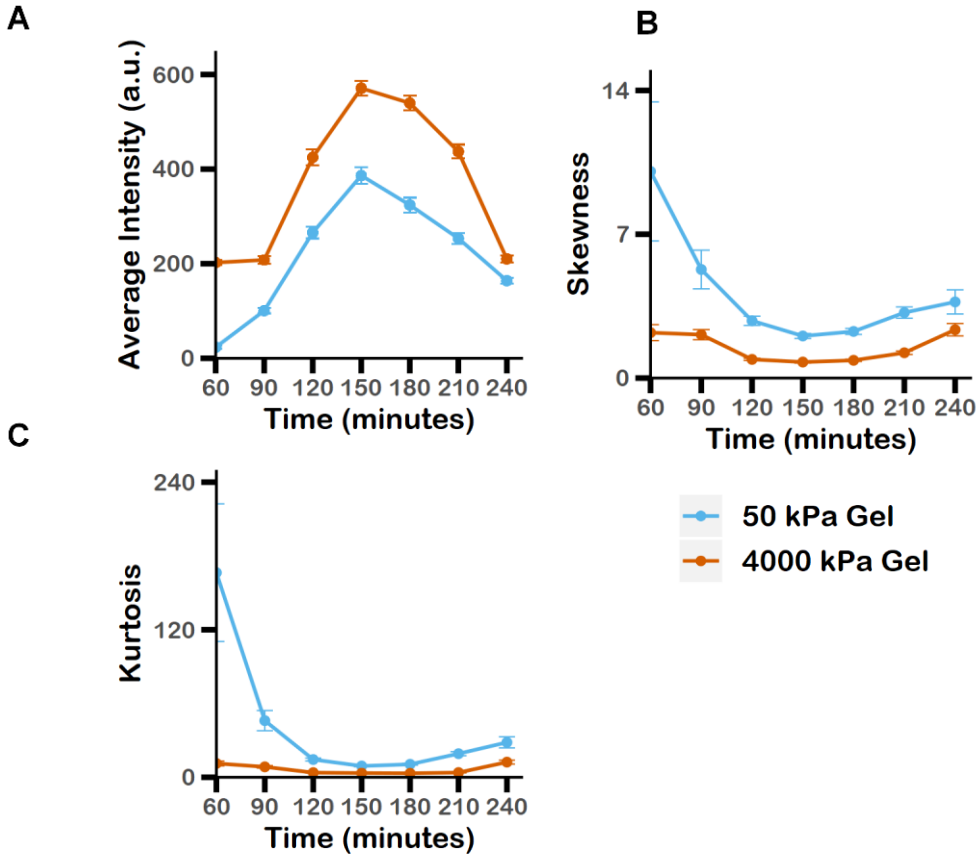 A
Average Intensity (a.u.)
600
400
200
0
60 90 120 150 180 210 240
Time (minutes)
B
Skewness
14
7
0
60 90 120 150 180 210 240
Time (minutes)
C
Kurtosis
240
120
0
60 90 120 150 180 210 240
Time (minutes)
50 kPa Gel
4000 kPa Gel